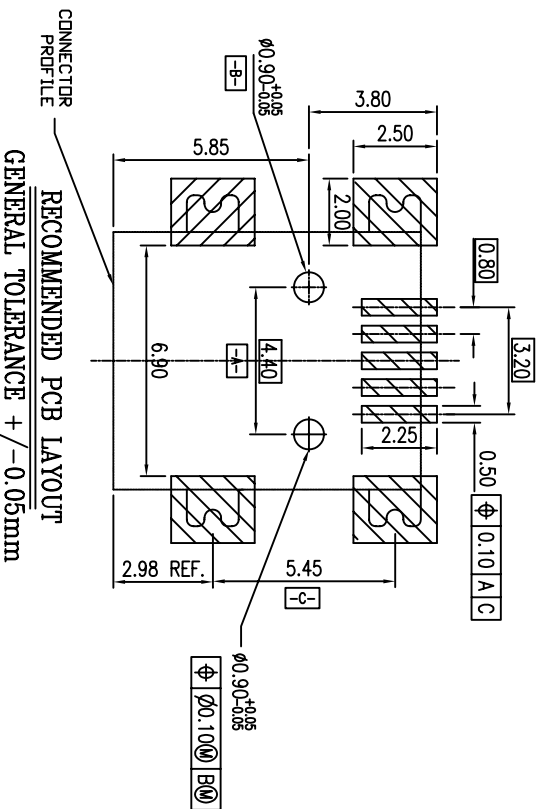 0.80
3.20
0.50
⌖ 0.10 A C
2.00
2.25
2.50
3.80
5.85
ø0.90 +0.05 -0.05
-B-
4.40
-A-
6.90
5.45
-C-
2.98 REF.
ø0.90 +0.05 -0.05
⌖ Ø0.10Ⓜ BⓂ
CONNECTOR
PROFILE
RECOMMENDED PCB LAYOUT
GENERAL TOLERANCE +/-0.05mm